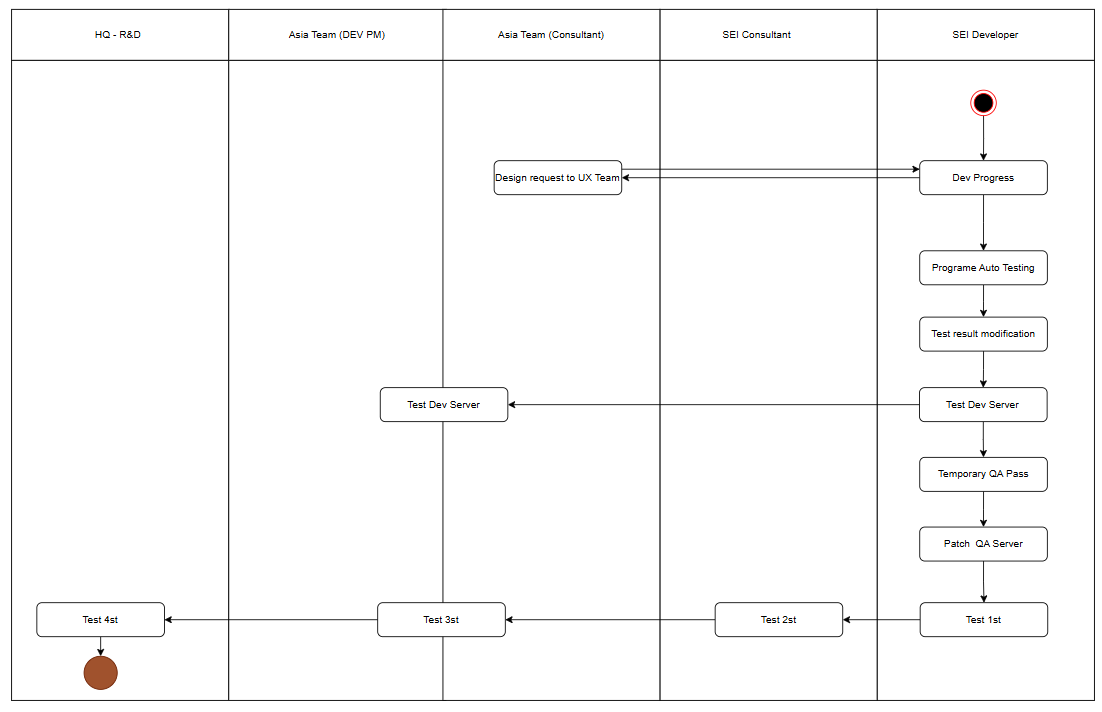 HQ - R&D
Asia Team (DEV PM)
Asia Team (Consultant)
SEI Consultant
SEI Developer
Design request to UX Team
Dev Progress
Programe Auto Testing
Test result modification
Test Dev Server
Test Dev Server
Temporary QA Pass
Patch  QA Server
Test 4st
Test 3st
Test 2st
Test 1st